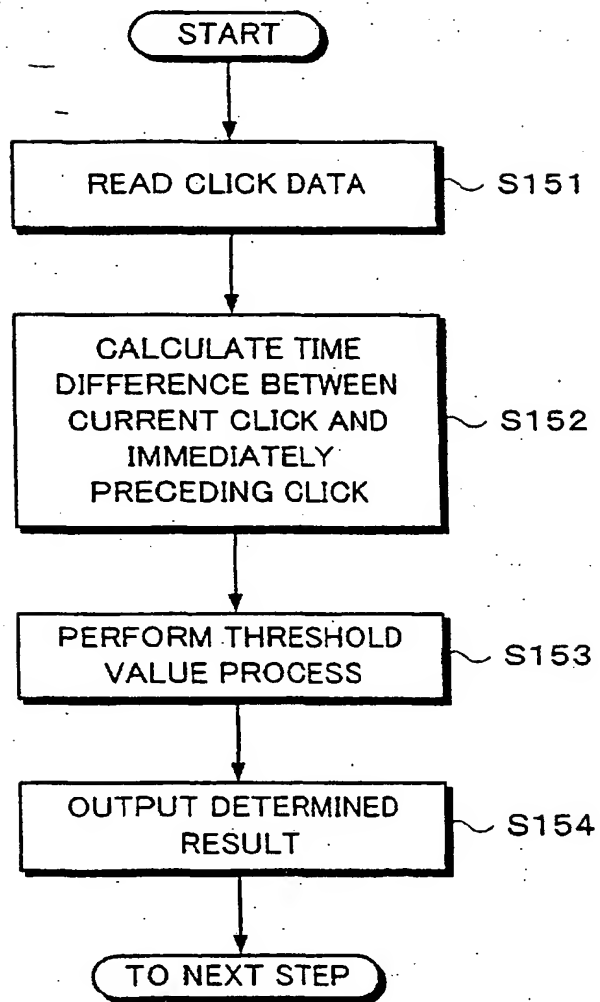 START
READ CLICK DATA
S151
CALCULATE TIME
DIFFERENCE BETWEEN
CURRENT CLICK AND
IMMEDIATELY
PRECEDING CLICK
S152
PERFORM THRESHOLD
VALUE PROCESS
S153
OUTPUT DETERMINED
RESULT
S154
TO NEXT STEP